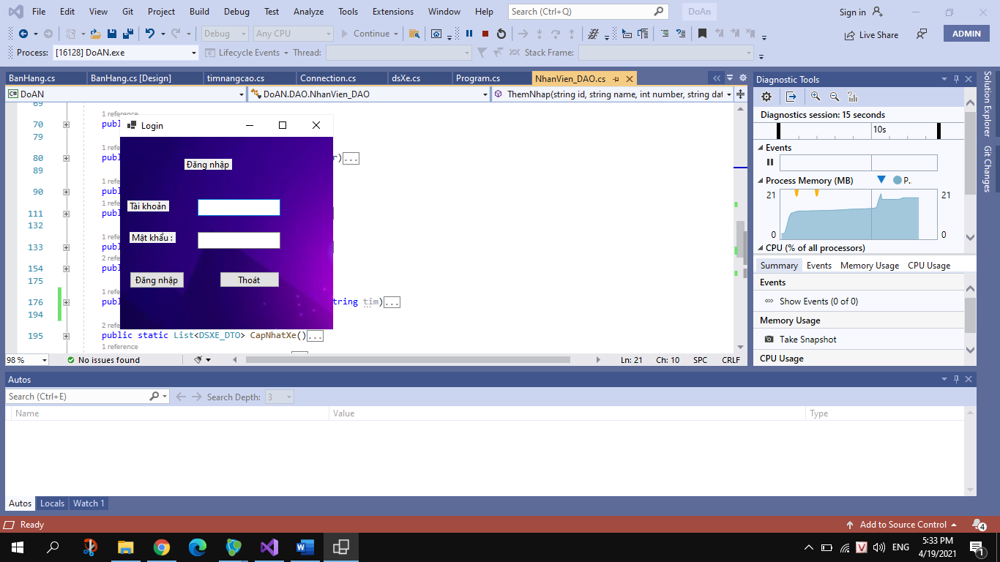 File Edit View Git Project Build Debug Test Analyze Tools Extensions Window Help Search (Ctrl+Q) DoAn Sign in
Debug Any CPU Continue Live Share ADMIN
Process: [16128] DoAN.exe Lifecycle Events Thread: Stack Frame:
BanHang.cs BanHang.cs [Design] timnangcao.cs Connection.cs dsXe.cs Program.cs NhanVien_DAO.cs
C# DoAN DoAN.DAO.NhanVien_DAO ThemNhap(string id, string name, int number, string dat
69
1 reference
70 publ
79
1 ref
80 publ r)...
89
1 ref
90 publ
1 ref
111 publ
132
1 ref
133 publ
2 ref
154 publ
175
1 ref
176 publ tring tim)...
194
2 ref
195 public static List<DSXE_DTO> CapNhatXe()...
1 reference
Login
Đăng nhập
Tài khoản
Mật khẩu :
Đăng nhập Thoát
98 % No issues found Ln: 21 Ch: 10 SPC CRLF
Diagnostic Tools
Diagnostics session: 15 seconds
10s
Events
Process Memory (MB) P..
21 21
0 0
CPU (% of all processors)
Summary Events Memory Usage CPU Usage
Events
Show Events (0 of 0)
Memory Usage
Take Snapshot
CPU Usage
Solution Explorer
Git Changes
Autos
Search (Ctrl+E) Search Depth: 3
Name Value Type
Autos Locals Watch 1
Ready Add to Source Control 4
V ENG 5:33 PM
4/19/2021 1